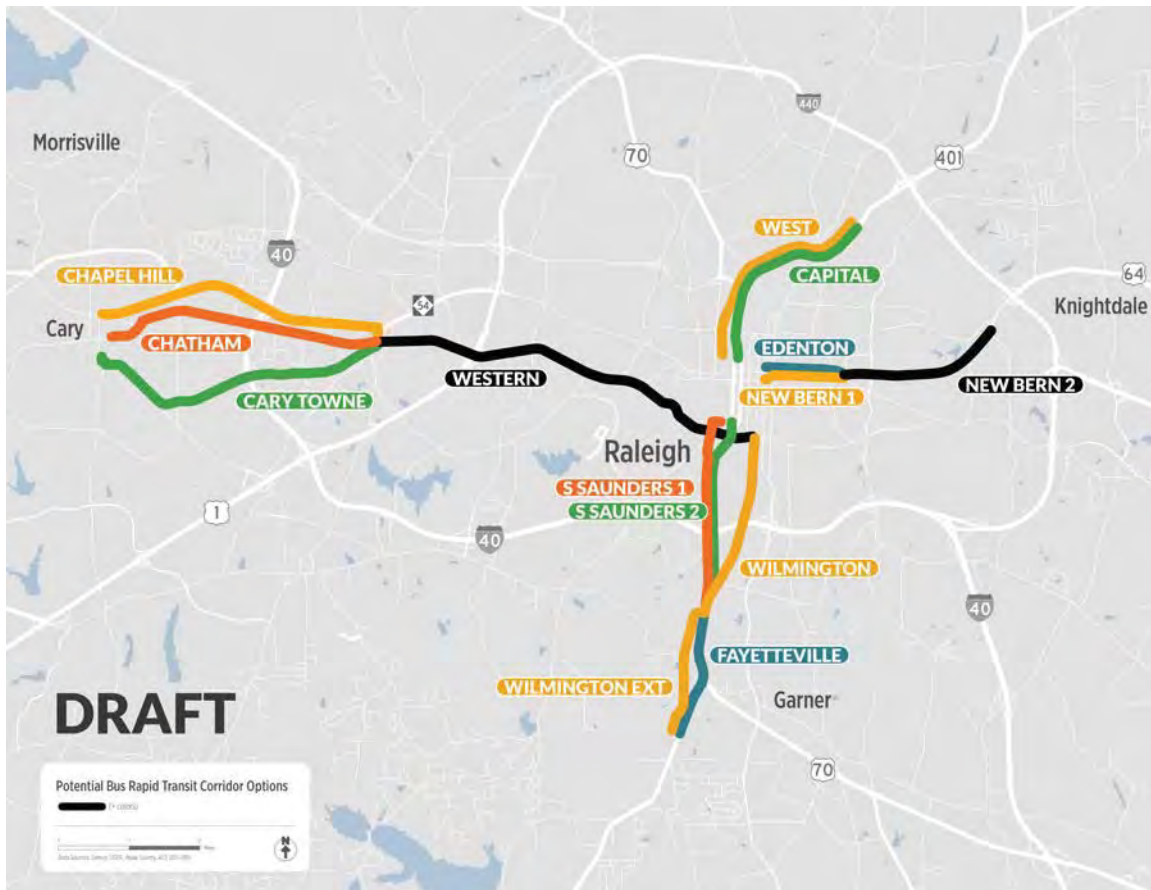 440
Morrisville
70
401
WEST
40
CHAPEL HILL
CAPITAL
64
54
Knightdale
Cary
CHATHAM
EDENTON
WESTERN
NEW BERN 2
NEW BERN 1
CARY TOWNE
Raleigh
S SAUNDERS 1
1
S SAUNDERS 2
40
WILMINGTON
40
FAYETTEVILLE
WILMINGTON EXT
Garner
DRAFT
70
Potential Bus Rapid Transit Corridor Options
N